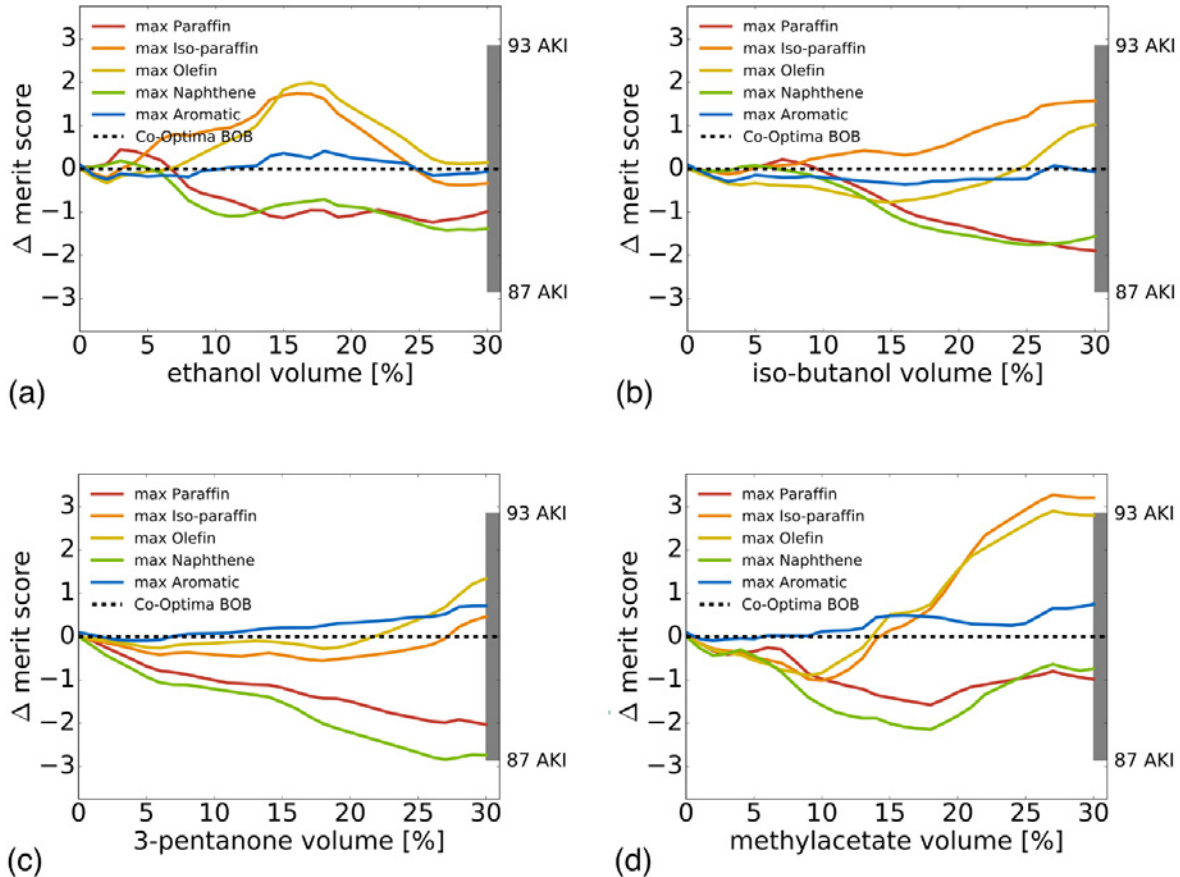 3
2
1
0
−1
−2
−3
Δ merit score
max Paraffin
max Iso-paraffin
max Olefin
max Naphthene
max Aromatic
Co-Optima BOB
93 AKI
87 AKI
0 5 10 15 20 25 30
ethanol volume [%]
(a)
3
2
1
0
−1
−2
−3
Δ merit score
max Paraffin
max Iso-paraffin
max Olefin
max Naphthene
max Aromatic
Co-Optima BOB
93 AKI
87 AKI
0 5 10 15 20 25 30
iso-butanol volume [%]
(b)
3
2
1
0
−1
−2
−3
Δ merit score
max Paraffin
max Iso-paraffin
max Olefin
max Naphthene
max Aromatic
Co-Optima BOB
93 AKI
87 AKI
0 5 10 15 20 25 30
3-pentanone volume [%]
(c)
3
2
1
0
−1
−2
−3
Δ merit score
max Paraffin
max Iso-paraffin
max Olefin
max Naphthene
max Aromatic
Co-Optima BOB
93 AKI
87 AKI
0 5 10 15 20 25 30
methylacetate volume [%]
(d)